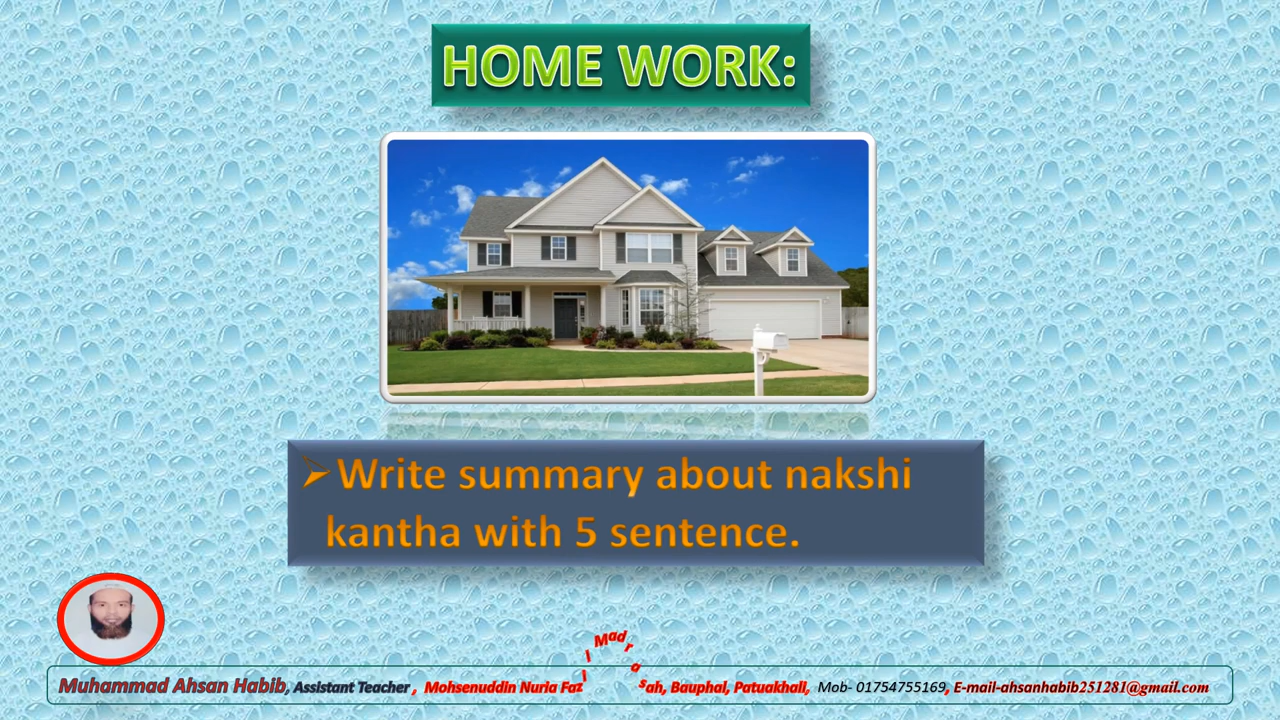 HOME WORK:
➢Write summary about nakshi
kantha with 5 sentence.
Muhammad Ahsan Habib, Assistant Teacher , Mohsenuddin Nuria Fazil Madrasah, Bauphal, Patuakhali, Mob- 01754755169, E-mail-ahsanhabib251281@gmail.com